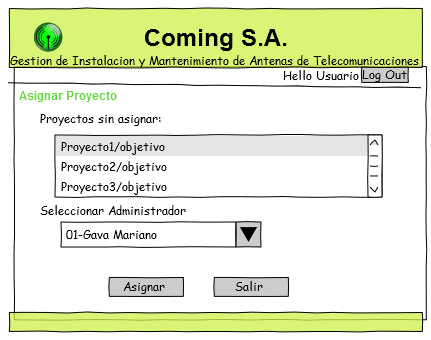 Coming S.A.
Gestion de Instalacion y Mantenimiento de Antenas de Telecomunicaciones
Hello Usuario Log Out
Asignar Proyecto
Proyectos sin asignar:
Proyecto1/objetivo
Proyecto2/objetivo
Proyecto3/objetivo
Seleccionar Administrador
01-Gava Mariano
Asignar Salir